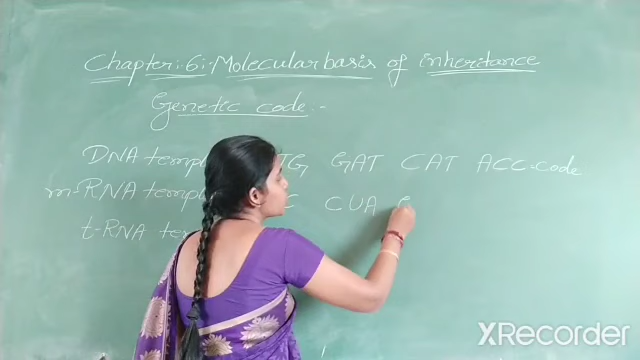 Chapter:6:-Molecular basis of inheritance
Genetic code:-
DNA templ TG GAT CAT ACC-code
m-RNA templ C CUA
t-RNA te
XRecorder